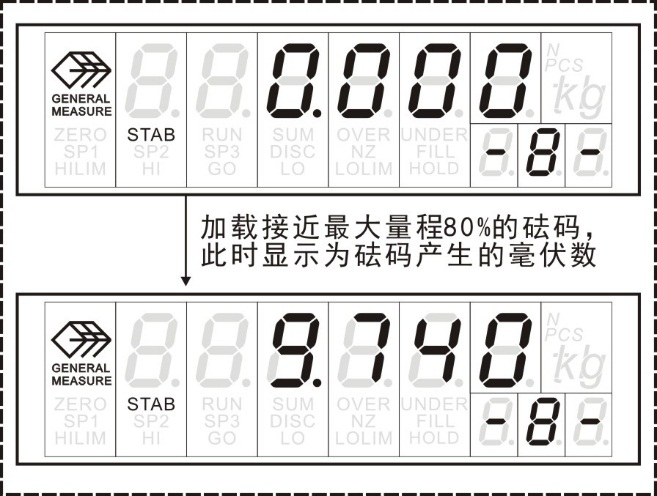 GENERAL
MEASURE
0.000
N
PCS
kg
ZERO STAB RUN SUM OVER UNDER
SP1 SP2 SP3 DISC NZ FILL
HILIM HI GO LO LOLIM HOLD
-8-
加载接近最大量程80%的砝码，
此时显示为砝码产生的毫伏数
GENERAL
MEASURE
9.740
N
PCS
kg
ZERO STAB RUN SUM OVER UNDER
SP1 SP2 SP3 DISC NZ FILL
HILIM HI GO LO LOLIM HOLD
-8-